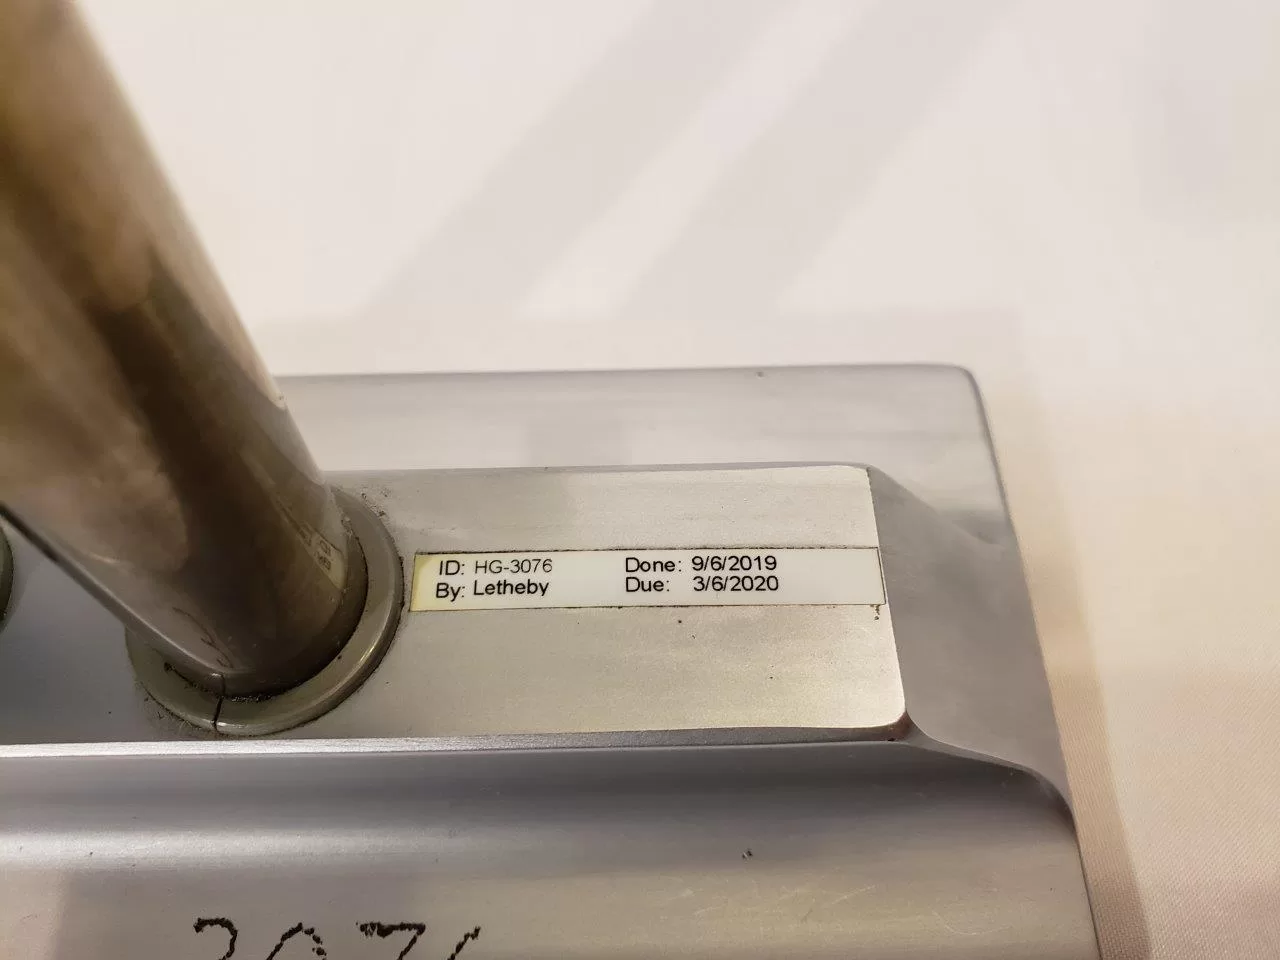 ID: HG-3076 Done: 9/6/2019
By: Letheby Due: 3/6/2020